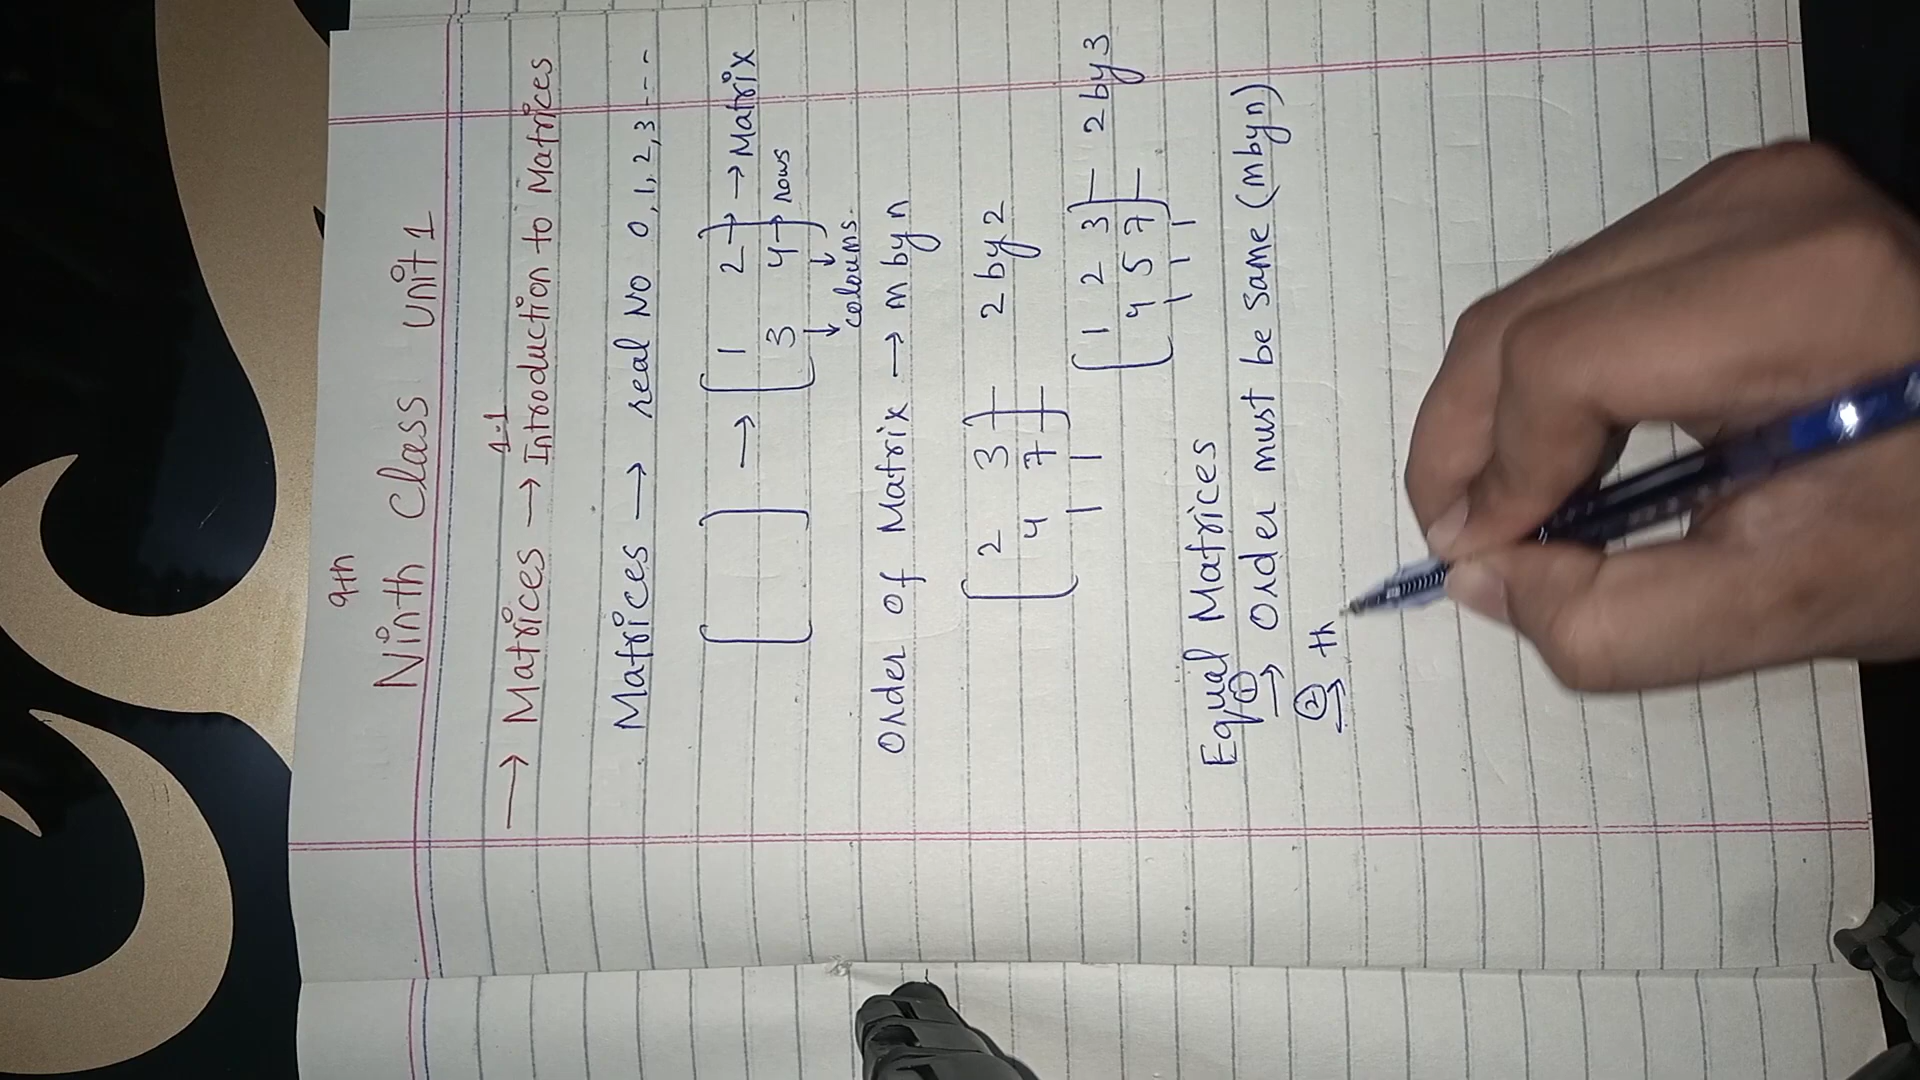 9th
Ninth Class Unit 1
1.1
→ Matrices → Introduction to Matrices
Matrices → real No 0, 1, 2, 3 ---
[ ] → [ 1 2 ] → Matrix
3 4 → rows
coloums
Order of Matrix → m by n
[ 2 3 ] 2 by 2
4 7
[ 1 2 3 ] 2 by 3
4 5 7
Equal Matrices
① → Order must be Same (m by n)
② → th